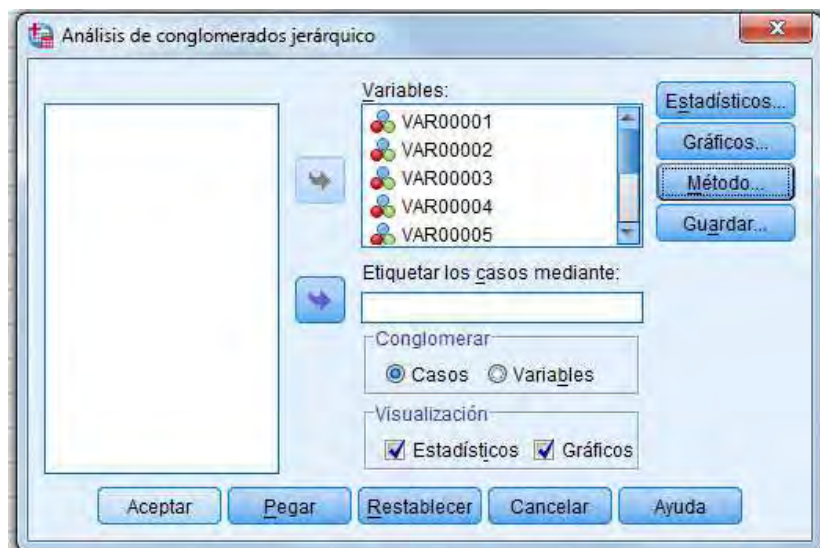 Análisis de conglomerados jerárquico
Variables:
VAR00001
VAR00002
VAR00003
VAR00004
VAR00005
Estadísticos...
Gráficos...
Método...
Guardar...
Etiquetar los casos mediante:
Conglomerar
Casos Variables
Visualización
Estadísticos Gráficos
Aceptar Pegar Restablecer Cancelar Ayuda